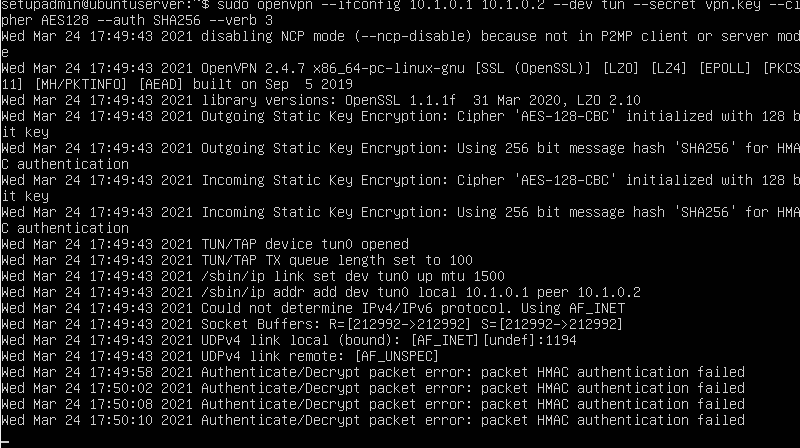 setupadmin@ubuntuserver:~$ sudo openvpn --ifconfig 10.1.0.1 10.1.0.2 --dev tun --secret vpn.key --ci
pher AES128 --auth SHA256 --verb 3
Wed Mar 24 17:49:43 2021 disabling NCP mode (--ncp-disable) because not in P2MP client or server mod
e
Wed Mar 24 17:49:43 2021 OpenVPN 2.4.7 x86_64-pc-linux-gnu [SSL (OpenSSL)] [LZO] [LZ4] [EPOLL] [PKCS
11] [MH/PKTINFO] [AEAD] built on Sep  5 2019
Wed Mar 24 17:49:43 2021 library versions: OpenSSL 1.1.1f  31 Mar 2020, LZO 2.10
Wed Mar 24 17:49:43 2021 Outgoing Static Key Encryption: Cipher 'AES-128-CBC' initialized with 128 b
it key
Wed Mar 24 17:49:43 2021 Outgoing Static Key Encryption: Using 256 bit message hash 'SHA256' for HMA
C authentication
Wed Mar 24 17:49:43 2021 Incoming Static Key Encryption: Cipher 'AES-128-CBC' initialized with 128 b
it key
Wed Mar 24 17:49:43 2021 Incoming Static Key Encryption: Using 256 bit message hash 'SHA256' for HMA
C authentication
Wed Mar 24 17:49:43 2021 TUN/TAP device tun0 opened
Wed Mar 24 17:49:43 2021 TUN/TAP TX queue length set to 100
Wed Mar 24 17:49:43 2021 /sbin/ip link set dev tun0 up mtu 1500
Wed Mar 24 17:49:43 2021 /sbin/ip addr add dev tun0 local 10.1.0.1 peer 10.1.0.2
Wed Mar 24 17:49:43 2021 Could not determine IPv4/IPv6 protocol. Using AF_INET
Wed Mar 24 17:49:43 2021 Socket Buffers: R=[212992->212992] S=[212992->212992]
Wed Mar 24 17:49:43 2021 UDPv4 link local (bound): [AF_INET][undef]:1194
Wed Mar 24 17:49:43 2021 UDPv4 link remote: [AF_UNSPEC]
Wed Mar 24 17:49:58 2021 Authenticate/Decrypt packet error: packet HMAC authentication failed
Wed Mar 24 17:50:02 2021 Authenticate/Decrypt packet error: packet HMAC authentication failed
Wed Mar 24 17:50:08 2021 Authenticate/Decrypt packet error: packet HMAC authentication failed
Wed Mar 24 17:50:10 2021 Authenticate/Decrypt packet error: packet HMAC authentication failed